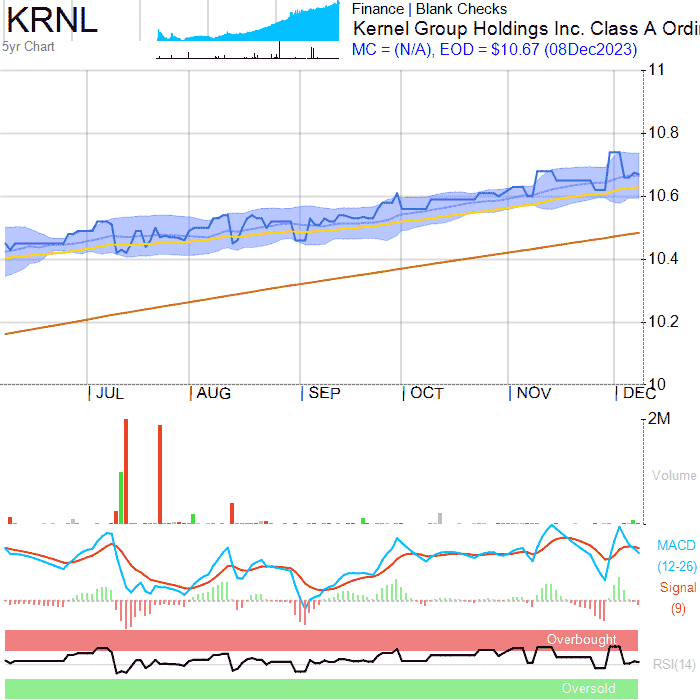 KRNL
5yr Chart
Finance | Blank Checks
Kernel Group Holdings Inc. Class A Ordi
MC = (N/A), EOD = $10.67 (08Dec2023)
11
10.8
10.6
10.4
10.2
10
JUL AUG SEP OCT NOV DEC
2M
Volume
MACD
(12-26)
Signal
(9)
Overbought
RSI(14)
Oversold